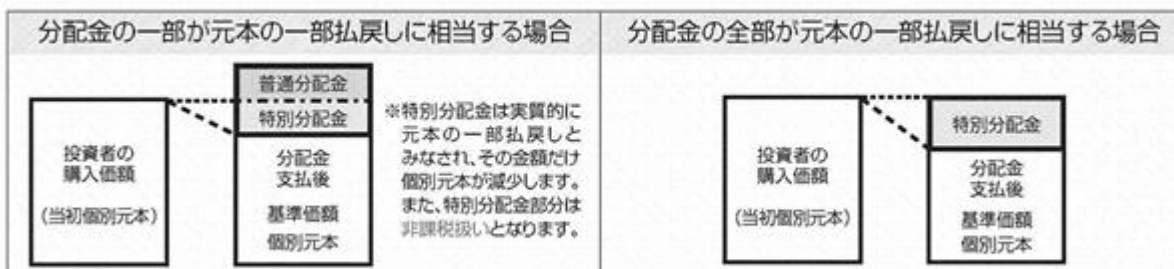 分配金の一部が元本の一部払戻しに相当する場合
普通分配金
特別分配金
投資者の
購入価額
(当初個別元本)
分配金
支払後
基準価額
個別元本
※特別分配金は実質的に
元本の一部払戻しと
みなされ、その金額だけ
個別元本が減少します。
また、特別分配金部分は
非課税扱いとなります。
分配金の全部が元本の一部払戻しに相当する場合
投資者の
購入価額
(当初個別元本)
特別分配金
分配金
支払後
基準価額
個別元本